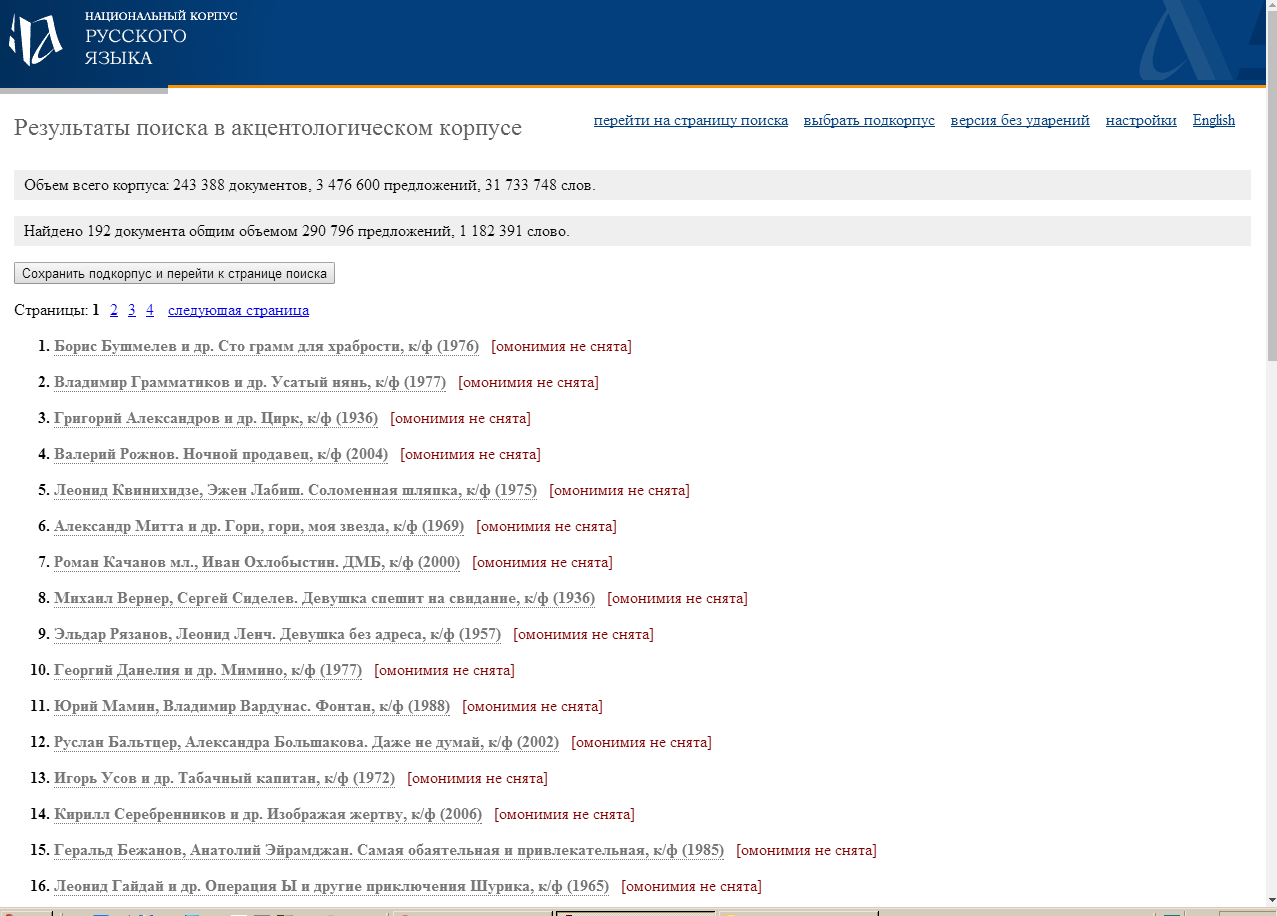 НАЦИОНАЛЬНЫЙ КОРПУС
РУССКОГО
ЯЗЫКА
Результаты поиска в акцентологическом корпусе
перейти на страницу поиска выбрать подкорпус версия без ударений настройки English
Объем всего корпуса: 243 388 документов, 3 476 600 предложений, 31 733 748 слов.
Найдено 192 документа общим объемом 290 796 предложений, 1 182 391 слово.
Сохранить подкорпус и перейти к странице поиска
Страницы: 1 2 3 4 следующая страница
1. Борис Бушмелев и др. Сто грамм для храбрости, к/ф (1976) [омонимия не снята]
2. Владимир Грамматиков и др. Усатый нянь, к/ф (1977) [омонимия не снята]
3. Григорий Александров и др. Цирк, к/ф (1936) [омонимия не снята]
4. Валерий Рожнов. Ночной продавец, к/ф (2004) [омонимия не снята]
5. Леонид Квинихидзе, Эжен Лабиш. Соломенная шляпка, к/ф (1975) [омонимия не снята]
6. Александр Митта и др. Гори, гори, моя звезда, к/ф (1969) [омонимия не снята]
7. Роман Качанов мл., Иван Охлобыстин. ДМБ, к/ф (2000) [омонимия не снята]
8. Михаил Вернер, Сергей Сиделев. Девушка спешит на свидание, к/ф (1936) [омонимия не снята]
9. Эльдар Рязанов, Леонид Ленч. Девушка без адреса, к/ф (1957) [омонимия не снята]
10. Георгий Данелия и др. Мимино, к/ф (1977) [омонимия не снята]
11. Юрий Мамин, Владимир Вардунас. Фонтан, к/ф (1988) [омонимия не снята]
12. Руслан Бальтцер, Александра Большакова. Даже не думай, к/ф (2002) [омонимия не снята]
13. Игорь Усов и др. Табачный капитан, к/ф (1972) [омонимия не снята]
14. Кирилл Серебренников и др. Изображая жертву, к/ф (2006) [омонимия не снята]
15. Геральд Бежанов, Анатолий Эйрамджан. Самая обаятельная и привлекательная, к/ф (1985) [омонимия не снята]
16. Леонид Гайдай и др. Операция Ы и другие приключения Шурика, к/ф (1965) [омонимия не снята]